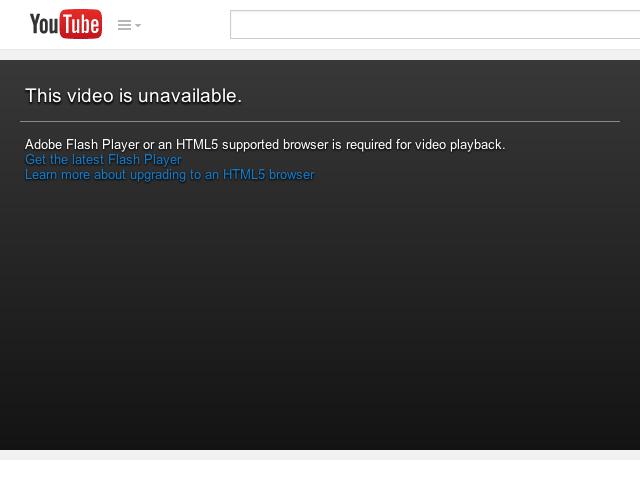 YouTube
This video is unavailable.
Adobe Flash Player or an HTML5 supported browser is required for video playback.
Get the latest Flash Player
Learn more about upgrading to an HTML5 browser